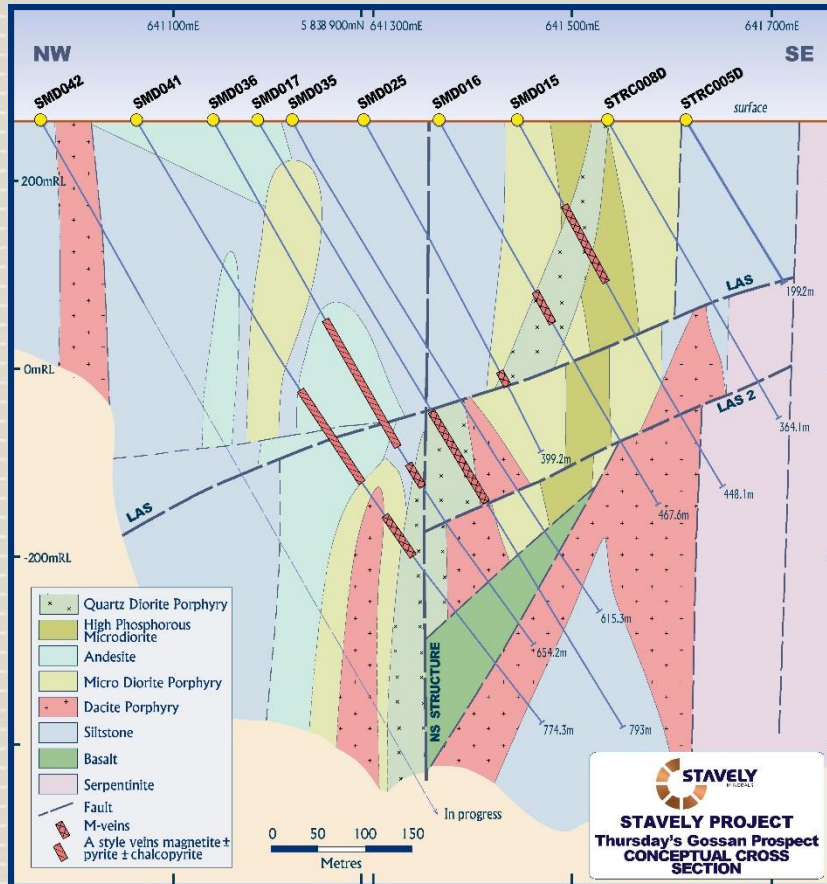 641 100mE
5 838 900mN
641 300mE
641 500mE
641 700mE
NW
SE
SMD042
SMD041
SMD036
SMD017
SMD035
SMD025
SMD016
SMD015
STRC008D
STRC005D
surface
200mRL
0mRL
-200mRL
LAS
LAS
LAS 2
199.2m
364.1m
399.2m
448.1m
467.6m
615.3m
654.2m
774.3m
793m
In progress
NS STRUCTURE
Quartz Diorite Porphyry
High Phosphorous
Microdiorite
Andesite
Micro Diorite Porphyry
Dacite Porphyry
Siltstone
Basalt
Serpentinite
Fault
M-veins
A style veins magnetite ±
pyrite ± chalcopyrite
0 50 100 150
Metres
STAVELY
MINERALS
STAVELY PROJECT
Thursday's Gossan Prospect
CONCEPTUAL CROSS
SECTION